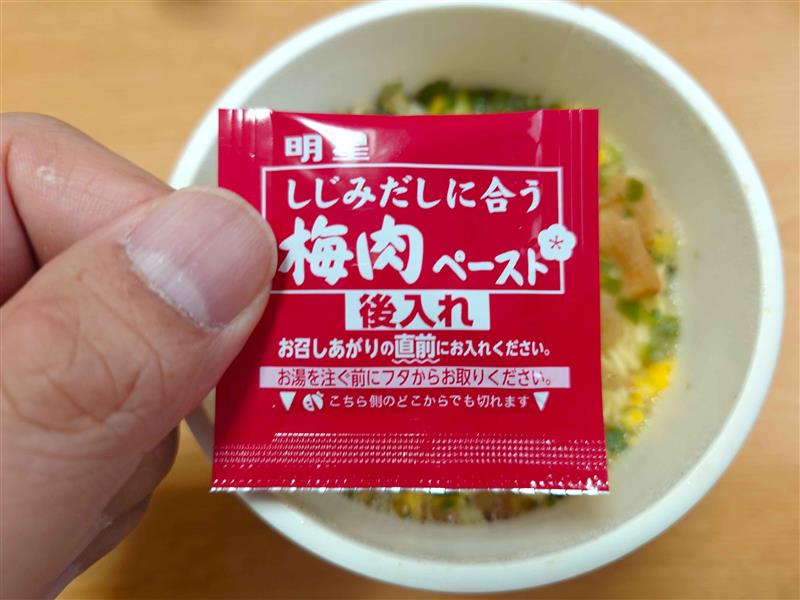 明星
しじみだしに合う
梅肉ペースト
後入れ
お召しあがりの直前にお入れください。
お湯を注ぐ前にフタからお取りください。
こちら側のどこからでも切れます